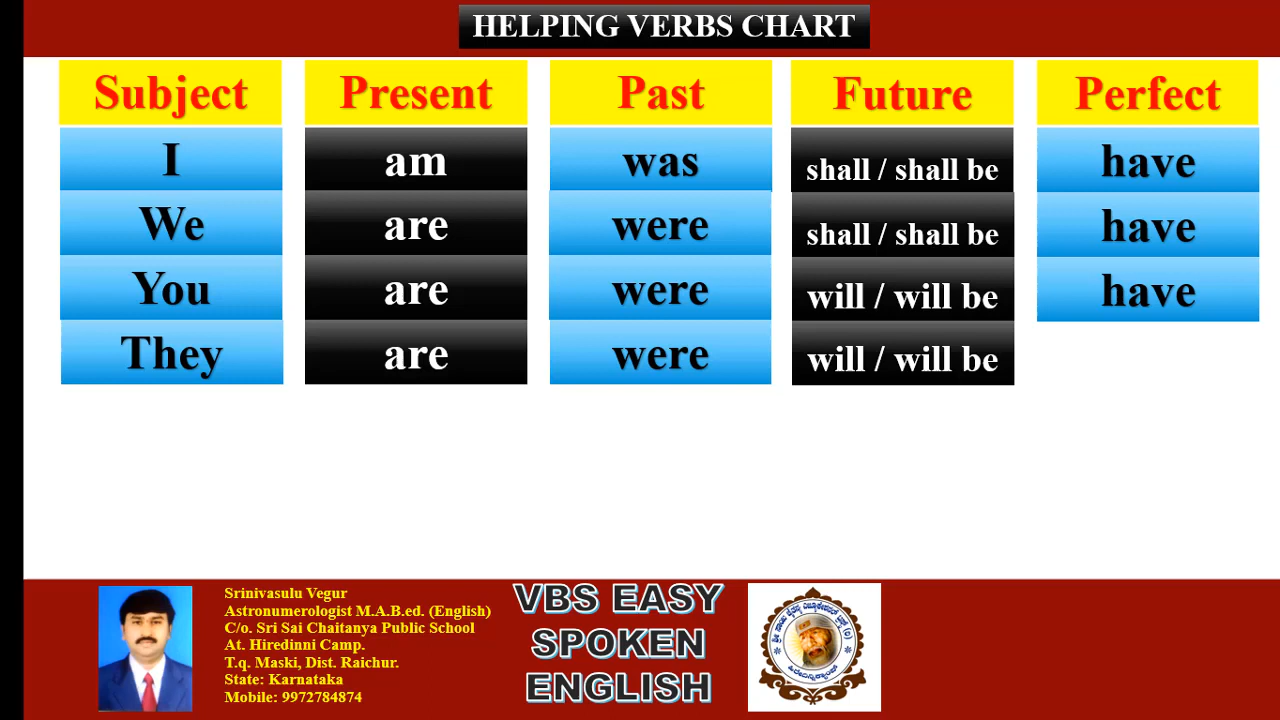 HELPING VERBS CHART
Subject Present Past Future Perfect
I am was shall / shall be have
We are were shall / shall be have
You are were will / will be have
They are were will / will be
Srinivasulu Vegur
Astronumerologist M.A.B.ed. (English)
C/o. Sri Sai Chaitanya Public School
At. Hiredinni Camp.
T.q. Maski, Dist. Raichur.
State: Karnataka
Mobile: 9972784874
VBS EASY
SPOKEN
ENGLISH